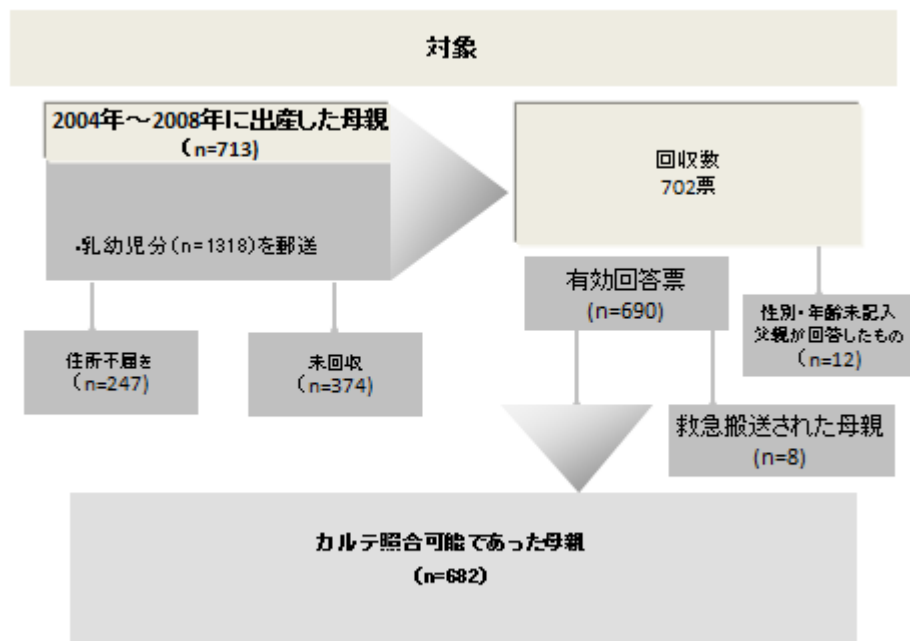 対象
2004年～2008年に出産した母親
(n=713)
・乳幼児分(n=1318)を郵送
住所不届を
(n=247)
未回収
(n=374)
回収数
702票
有効回答票
(n=690)
性別・年齢未記入
父親が回答したもの
(n=12)
救急搬送された母親
(n=8)
カルテ照合可能であった母親
(n=682)